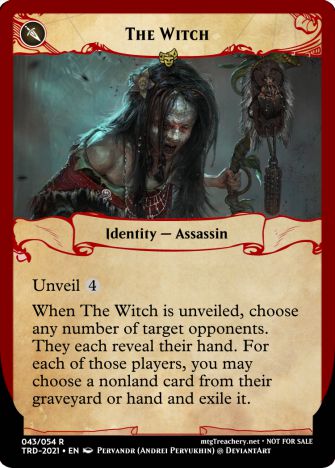 The Witch
Identity — Assassin
Unveil 4
When The Witch is unveiled, choose
any number of target opponents.
They each reveal their hand. For
each of those players, you may
choose a nonland card from their
graveyard or hand and exile it.
043/054 R
mtgTreachery.net • NOT FOR SALE
TRD-2021 • EN Pervandr (Andrei Pervukhin) @ DeviantArt